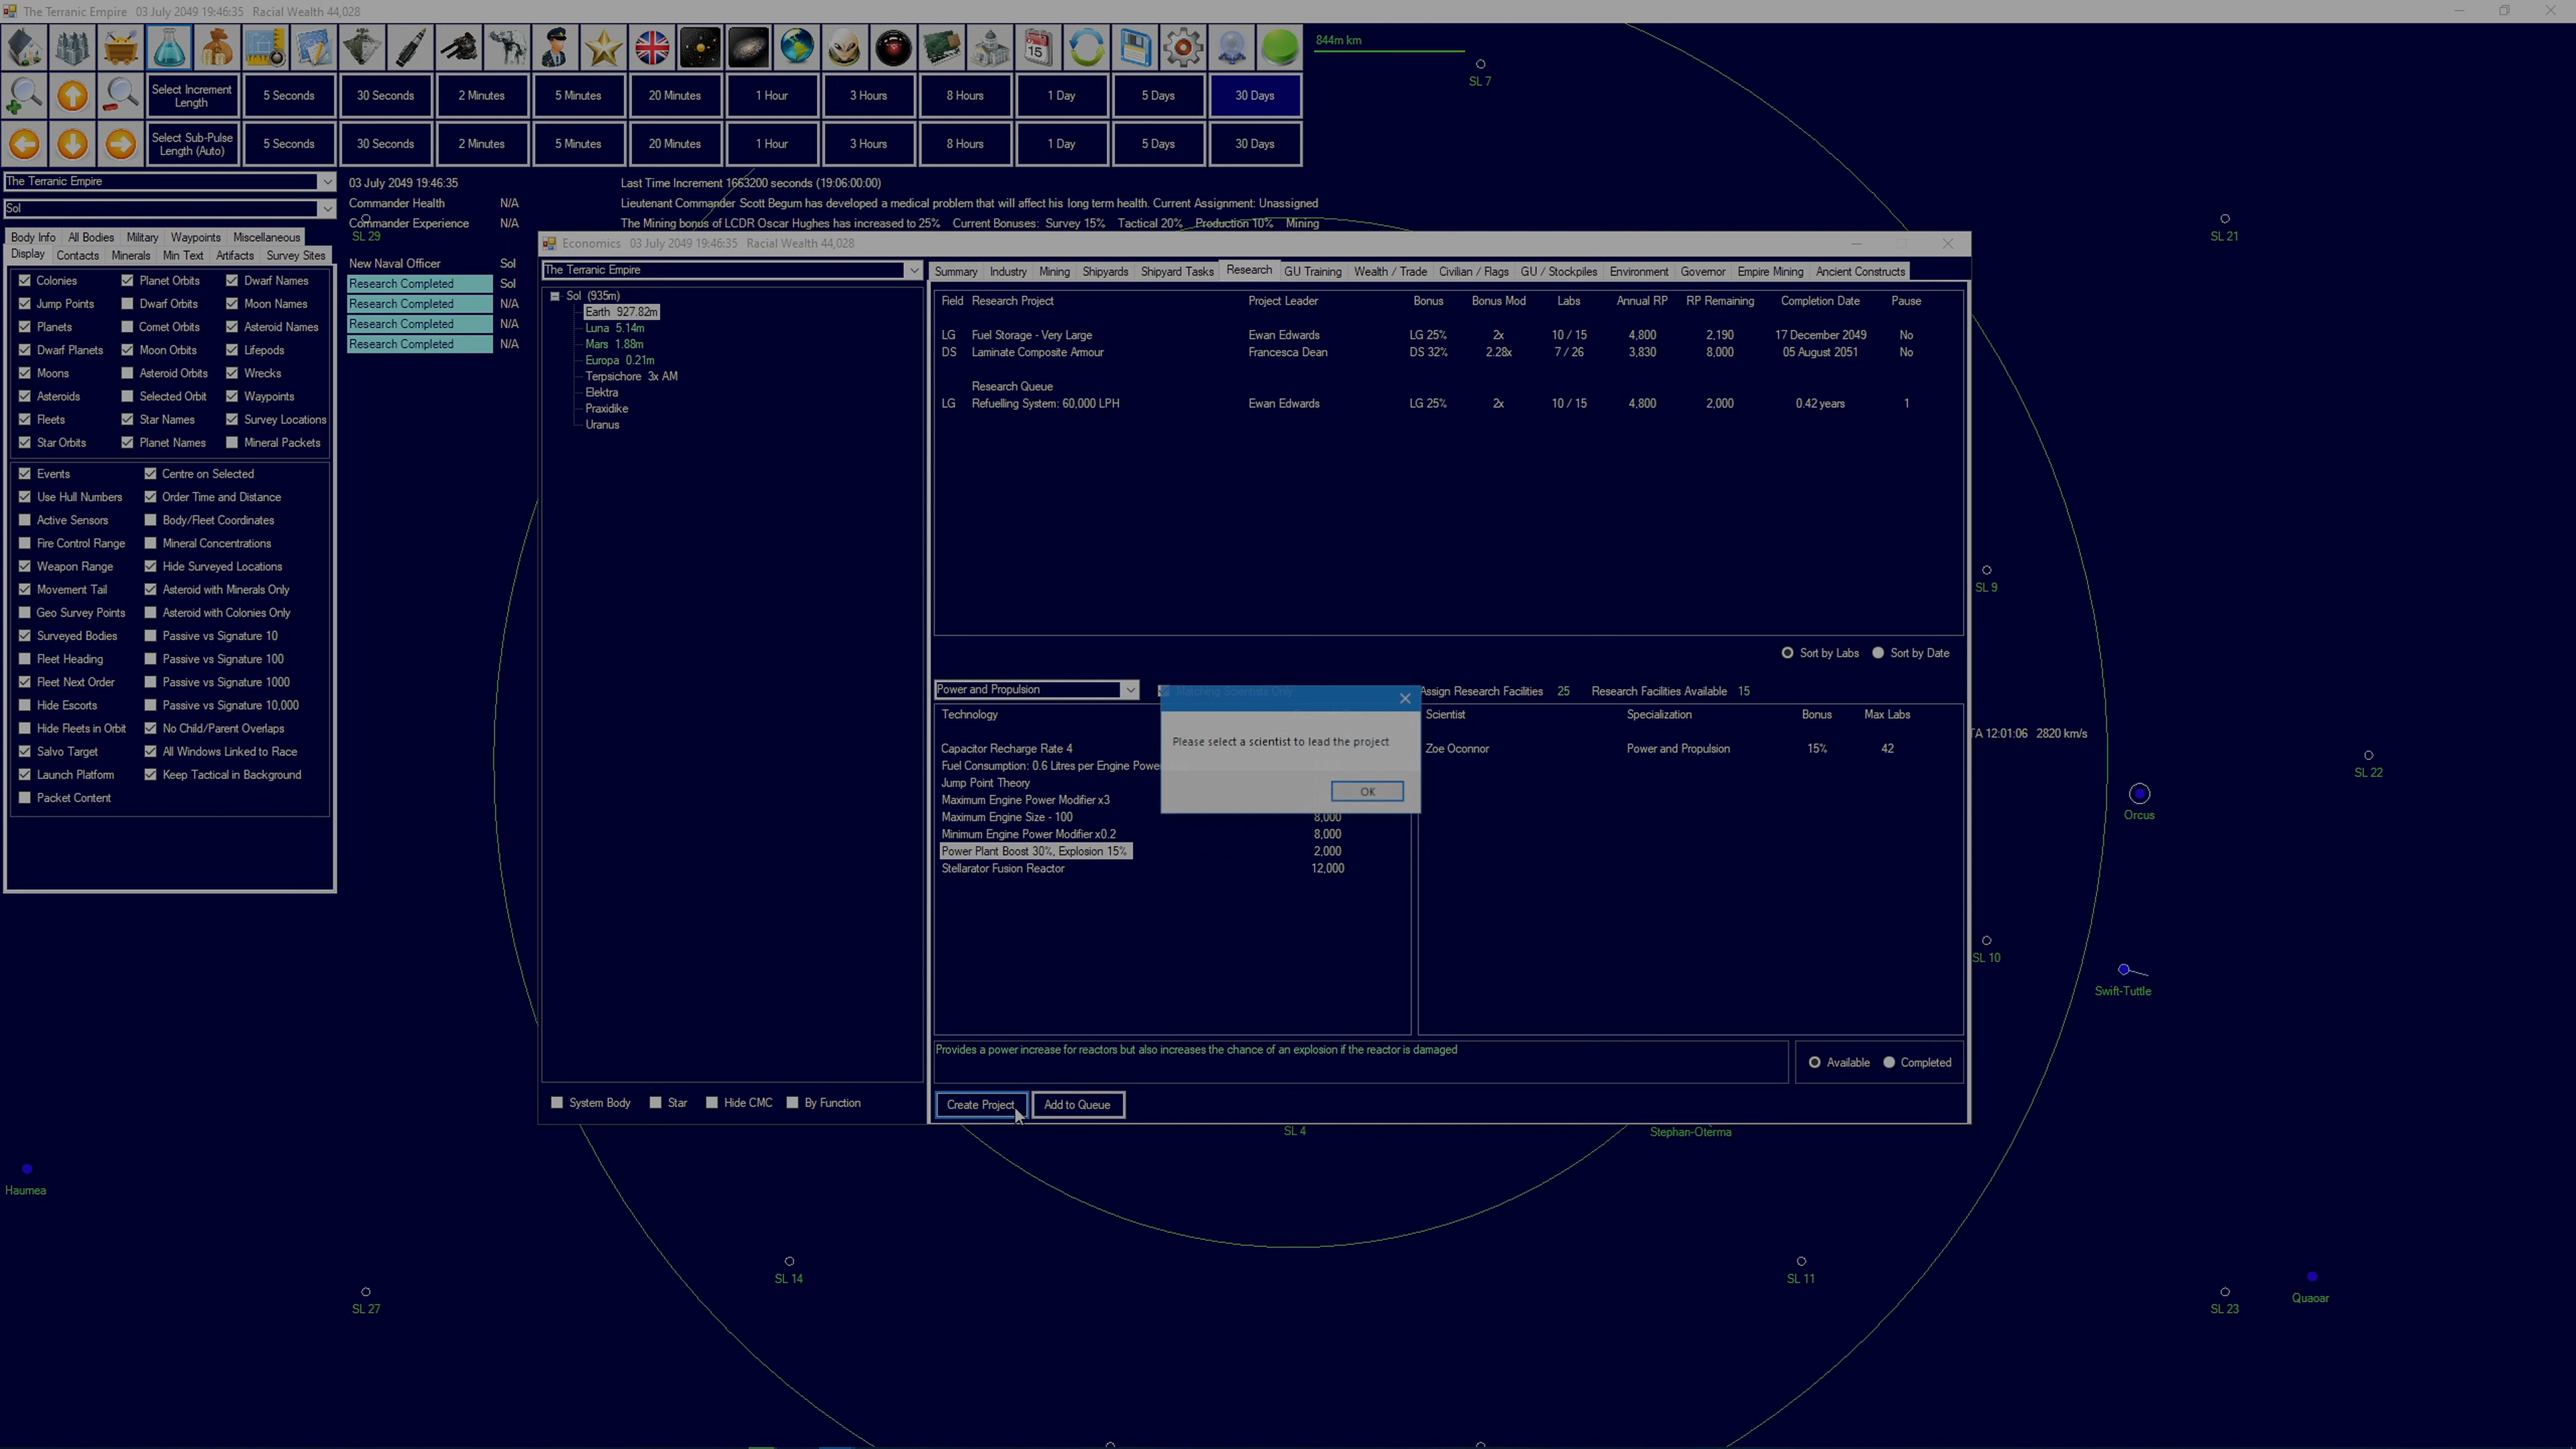 The Terranic Empire   03 July 2049 19:46:35   Racial Wealth 44,028
844m km
SL 7
Select Increment Length
5 Seconds
30 Seconds
2 Minutes
5 Minutes
20 Minutes
1 Hour
3 Hours
8 Hours
1 Day
5 Days
30 Days
Select Sub-Pulse Length (Auto)
5 Seconds
30 Seconds
2 Minutes
5 Minutes
20 Minutes
1 Hour
3 Hours
8 Hours
1 Day
5 Days
30 Days
The Terranic Empire
Sol
03 July 2049 19:46:35
Last Time Increment 1663200 seconds (19:06:00:00)
Commander Health N/A Lieutenant Commander Scott Begum has developed a medical problem that will affect his long term health. Current Assignment: Unassigned
Commander Experience N/A The Mining bonus of LCDR Oscar Hughes has increased to 25%   Current Bonuses:  Survey 15%   Tactical 20%   Production 10%   Mining
SL 29
New Naval Officer Sol
Research Completed Sol
Research Completed N/A
Research Completed N/A
Research Completed N/A
Body Info All Bodies Military Waypoints Miscellaneous
Display Contacts Minerals Min Text Artifacts Survey Sites
Colonies Planet Orbits Dwarf Names
Jump Points Dwarf Orbits Moon Names
Planets Comet Orbits Asteroid Names
Dwarf Planets Moon Orbits Lifepods
Moons Asteroid Orbits Wrecks
Asteroids Selected Orbit Waypoints
Fleets Star Names Survey Locations
Star Orbits Planet Names Mineral Packets
Events Centre on Selected
Use Hull Numbers Order Time and Distance
Active Sensors Body/Fleet Coordinates
Fire Control Range Mineral Concentrations
Weapon Range Hide Surveyed Locations
Movement Tail Asteroid with Minerals Only
Geo Survey Points Asteroid with Colonies Only
Surveyed Bodies Passive vs Signature 10
Fleet Heading Passive vs Signature 100
Fleet Next Order Passive vs Signature 1000
Hide Escorts Passive vs Signature 10,000
Hide Fleets in Orbit No Child/Parent Overlaps
Salvo Target All Windows Linked to Race
Launch Platform Keep Tactical in Background
Packet Content
Economics   03 July 2049 19:46:35   Racial Wealth 44,028
The Terranic Empire
Sol (935m)
Earth 927.82m
Luna 5.14m
Mars 1.88m
Europa 0.21m
Terpsichore 3x AM
Elektra
Praxidike
Uranus
System Body Star Hide CMC By Function
Summary Industry Mining Shipyards Shipyard Tasks Research GU Training Wealth / Trade Civilian / Flags GU / Stockpiles Environment Governor Empire Mining Ancient Constructs
Field Research Project Project Leader Bonus Bonus Mod Labs Annual RP RP Remaining Completion Date Pause
LG Fuel Storage - Very Large Ewan Edwards LG 25% 2x 10 / 15 4,800 2,190 17 December 2049 No
DS Laminate Composite Armour Francesca Dean DS 32% 2.28x 7 / 26 3,830 8,000 05 August 2051 No
Research Queue
LG Refuelling System: 60,000 LPH Ewan Edwards LG 25% 2x 10 / 15 4,800 2,000 0.42 years 1
Sort by Labs Sort by Date
Power and Propulsion Matching Scientists Only Assign Research Facilities 25 Research Facilities Available 15
Technology
Capacitor Recharge Rate 4
Fuel Consumption: 0.6 Litres per Engine Power
Jump Point Theory
Maximum Engine Power Modifier x3
Maximum Engine Size - 100 8,000
Minimum Engine Power Modifier x0.2 8,000
Power Plant Boost 30%, Explosion 15% 2,000
Stellarator Fusion Reactor 12,000
Please select a scientist to lead the project
OK
Scientist Specialization Bonus Max Labs
Zoe Oconnor Power and Propulsion 15% 42
Provides a power increase for reactors but also increases the chance of an explosion if the reactor is damaged
Available Completed
Create Project Add to Queue
SL 21
SL 9
TA 12:01:06   2820 km/s
SL 22
Orcus
SL 10
Swift-Tuttle
SL 4
Stephan-Oterma
Haumea
SL 14
SL 11
SL 27
SL 23
Quaoar